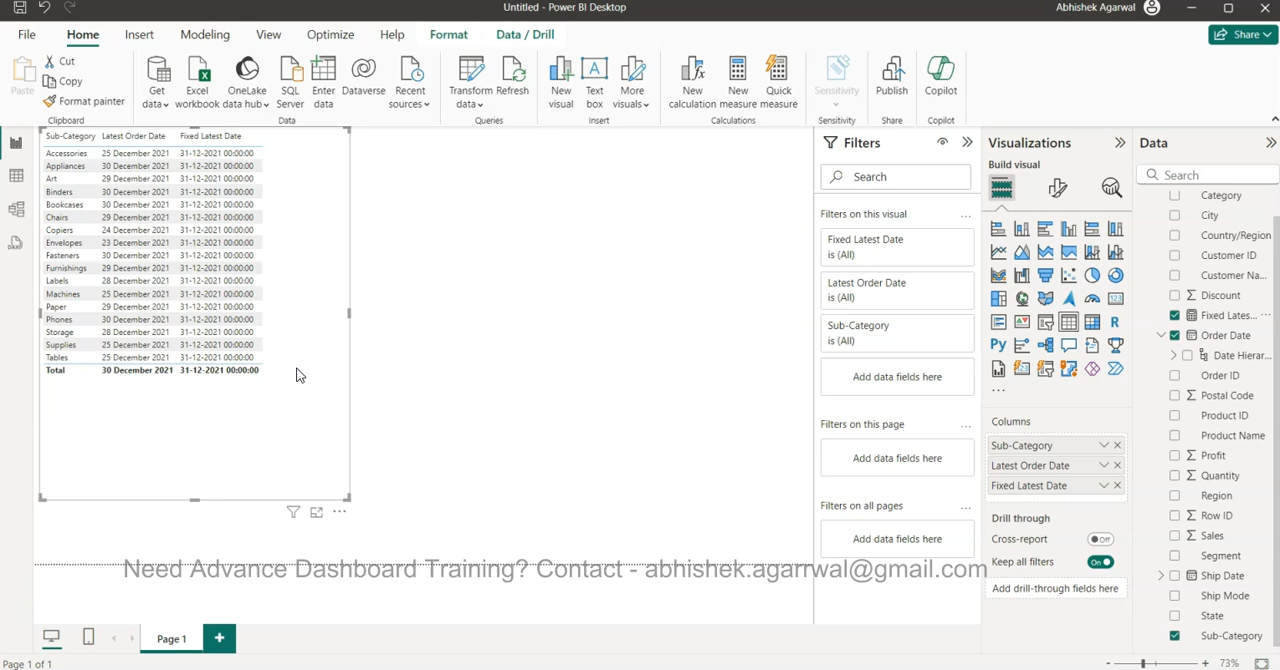 Untitled - Power BI Desktop
Abhishek Agarwal
File Home Insert Modeling View Optimize Help Format Data / Drill
Share
Paste
Cut
Copy
Format painter
Clipboard
Get data
Excel workbook
OneLake data hub
SQL Server
Enter data
Dataverse
Recent sources
Data
Transform data
Refresh
Queries
New visual
Text box
More visuals
Insert
New calculation
New measure
Quick measure
Calculations
Sensitivity
Sensitivity
Publish
Share
Copilot
Copilot
Sub-Category Latest Order Date Fixed Latest Date
Accessories 25 December 2021 31-12-2021 00:00:00
Appliances 30 December 2021 31-12-2021 00:00:00
Art 29 December 2021 31-12-2021 00:00:00
Binders 30 December 2021 31-12-2021 00:00:00
Bookcases 30 December 2021 31-12-2021 00:00:00
Chairs 29 December 2021 31-12-2021 00:00:00
Copiers 24 December 2021 31-12-2021 00:00:00
Envelopes 23 December 2021 31-12-2021 00:00:00
Fasteners 30 December 2021 31-12-2021 00:00:00
Furnishings 29 December 2021 31-12-2021 00:00:00
Labels 28 December 2021 31-12-2021 00:00:00
Machines 25 December 2021 31-12-2021 00:00:00
Paper 29 December 2021 31-12-2021 00:00:00
Phones 30 December 2021 31-12-2021 00:00:00
Storage 28 December 2021 31-12-2021 00:00:00
Supplies 25 December 2021 31-12-2021 00:00:00
Tables 25 December 2021 31-12-2021 00:00:00
Total 30 December 2021 31-12-2021 00:00:00
Filters
Search
Filters on this visual ...
Fixed Latest Date
is (All)
Latest Order Date
is (All)
Sub-Category
is (All)
Add data fields here
Filters on this page ...
Add data fields here
Filters on all pages ...
Add data fields here
Visualizations
Build visual
123
R
Py
...
Columns
Sub-Category
Latest Order Date
Fixed Latest Date
Drill through
Cross-report Off
Keep all filters On
Add drill-through fields here
Data
Search
Category
City
Country/Region
Customer ID
Customer Na...
Discount
Fixed Lates... ...
Order Date
Date Hierar...
Order ID
Postal Code
Product ID
Product Name
Profit
Quantity
Region
Row ID
Sales
Segment
Ship Date
Ship Mode
State
Sub-Category
Need Advance Dashboard Training? Contact - abhishek.agarrwal@gmail.com
Page 1
+
Page 1 of 1
- + 73%